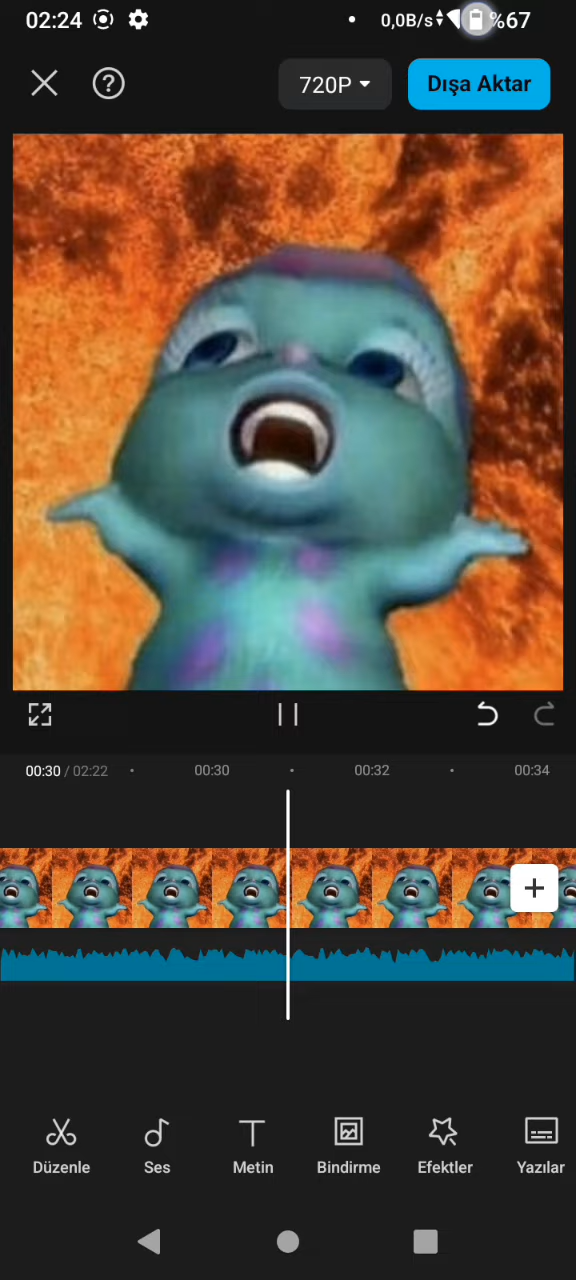 02:24 0,0B/s %67
720P Dışa Aktar
00:30 / 02:22 00:30 00:32 00:34
Düzenle Ses Metin Bindirme Efektler Yazılar